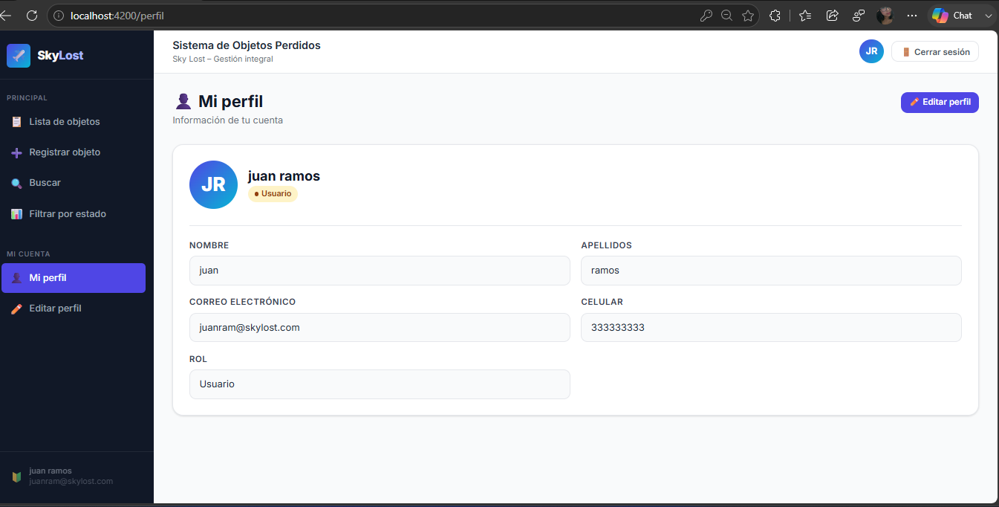 localhost:4200/perfil
Chat
SkyLost
Sistema de Objetos Perdidos
Sky Lost – Gestión integral
JR
Cerrar sesión
PRINCIPAL
Lista de objetos
Registrar objeto
Buscar
Filtrar por estado
MI CUENTA
Mi perfil
Editar perfil
juan ramos
juanram@skylost.com
Mi perfil
Información de tu cuenta
Editar perfil
JR
juan ramos
Usuario
NOMBRE
juan
APELLIDOS
ramos
CORREO ELECTRÓNICO
juanram@skylost.com
CELULAR
333333333
ROL
Usuario